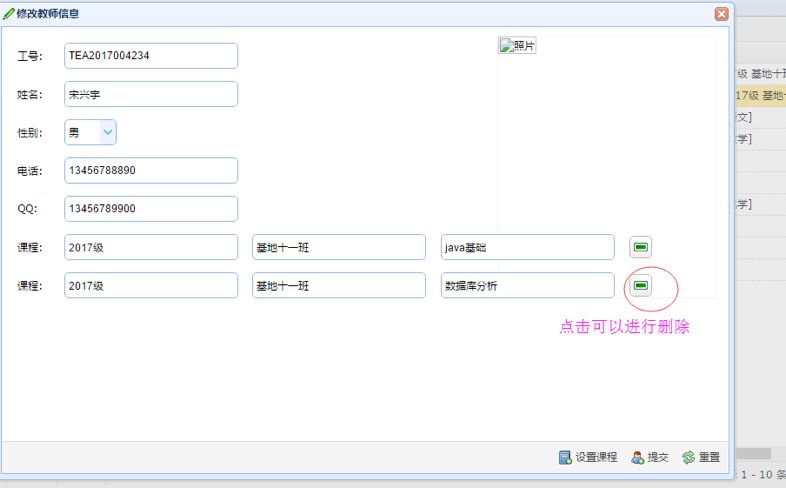 修改教师信息
工号: TEA2017004234
照片
姓名: 宋兴宇
性别: 男
电话: 13456788890
QQ: 13456789900
课程: 2017级 基地十一班 java基础
课程: 2017级 基地十一班 数据库分析
点击可以进行删除
设置课程 提交 重置
级 基地十班
17级 基地十
文]
学]
学]
1 - 10 条